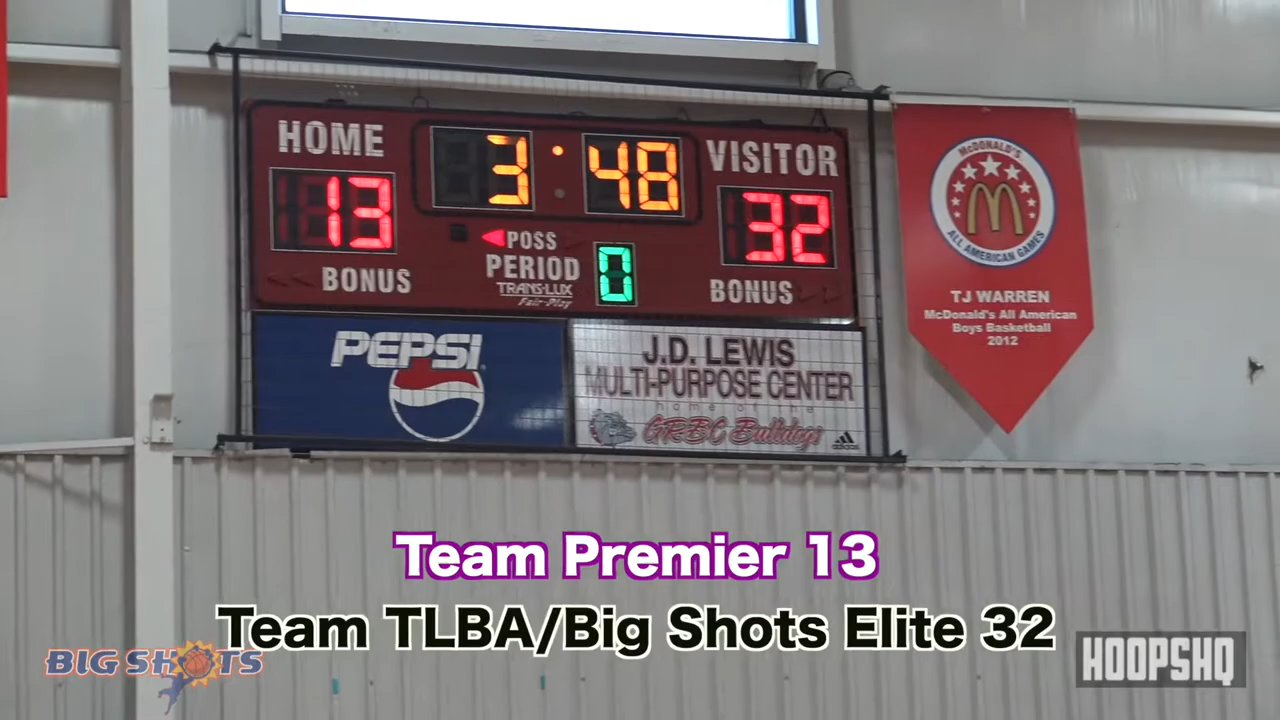 HOME
3:48
VISITOR
13
32
POSS
PERIOD
0
TRANS-LUX
Fair-Play
BONUS
BONUS
PEPSI
J.D. LEWIS
MULTI-PURPOSE CENTER
Home of the
GRBC Bulldogs
adidas
McDONALD'S
ALL AMERICAN GAMES
TJ WARREN
McDonald's All American
Boys Basketball
2012
Team Premier 13
Team TLBA/Big Shots Elite 32
BIG SHOTS
HOOPSHQ